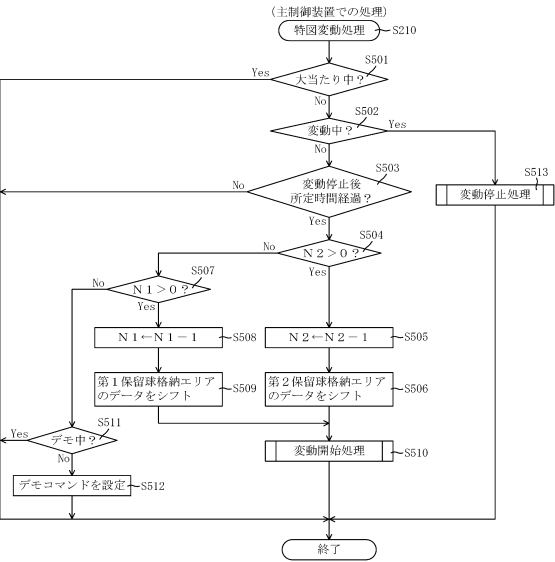 (主制御装置での処理)
特図変動処理
S210
S501
大当たり中?
Yes
No
S502
変動中?
Yes
No
S503
変動停止後
所定時間経過?
No
Yes
S513
変動停止処理
S504
N2>0?
No
Yes
S507
N1>0?
No
Yes
N1←N1-1
S508
N2←N2-1
S505
第1保留球格納エリア
のデータをシフト
S509
第2保留球格納エリア
のデータをシフト
S506
S511
デモ中?
Yes
No
変動開始処理
S510
デモコマンドを設定
S512
終了